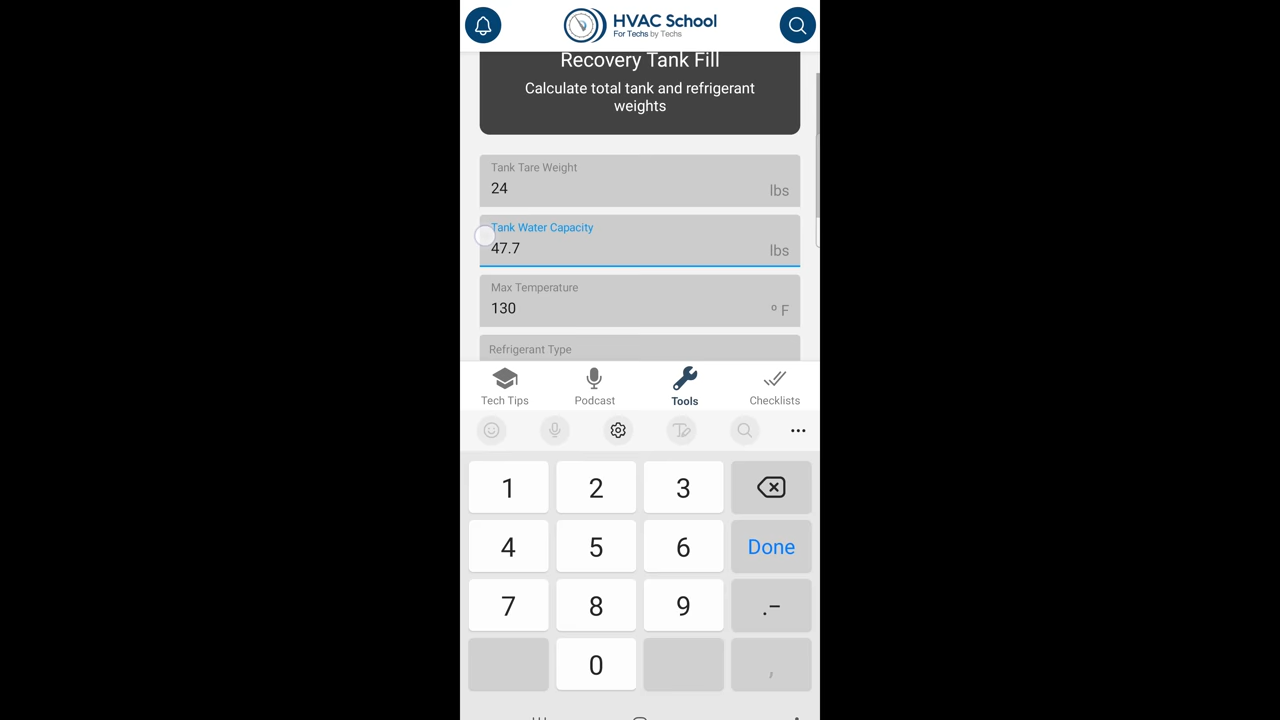 HVAC School
For Techs by Techs
Recovery Tank Fill
Calculate total tank and refrigerant
weights
Tank Tare Weight
24
lbs
Tank Water Capacity
47.7
lbs
Max Temperature
130
º F
Refrigerant Type
Tech Tips
Podcast
Tools
Checklists
1
2
3
4
5
6
Done
7
8
9
.-
0
,